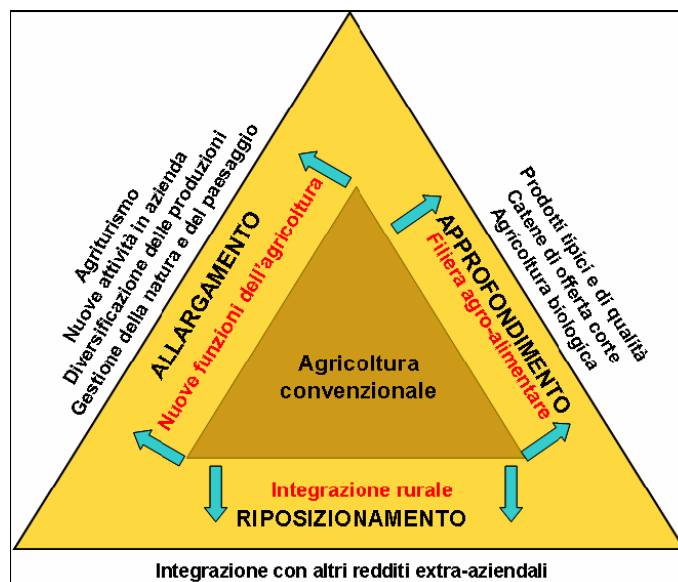 Agriturismo
Nuove attività in azienda
Diversificazione delle produzioni
Gestione della natura e del paesaggio
ALLARGAMENTO
Nuove funzioni dell'agricoltura
Prodotti tipici e di qualità
Catene di offerta corte
Agricoltura biologica
APPROFONDIMENTO
Filiera agro-alimentare
Agricoltura
convenzionale
Integrazione rurale
RIPOSIZIONAMENTO
Integrazione con altri redditi extra-aziendali